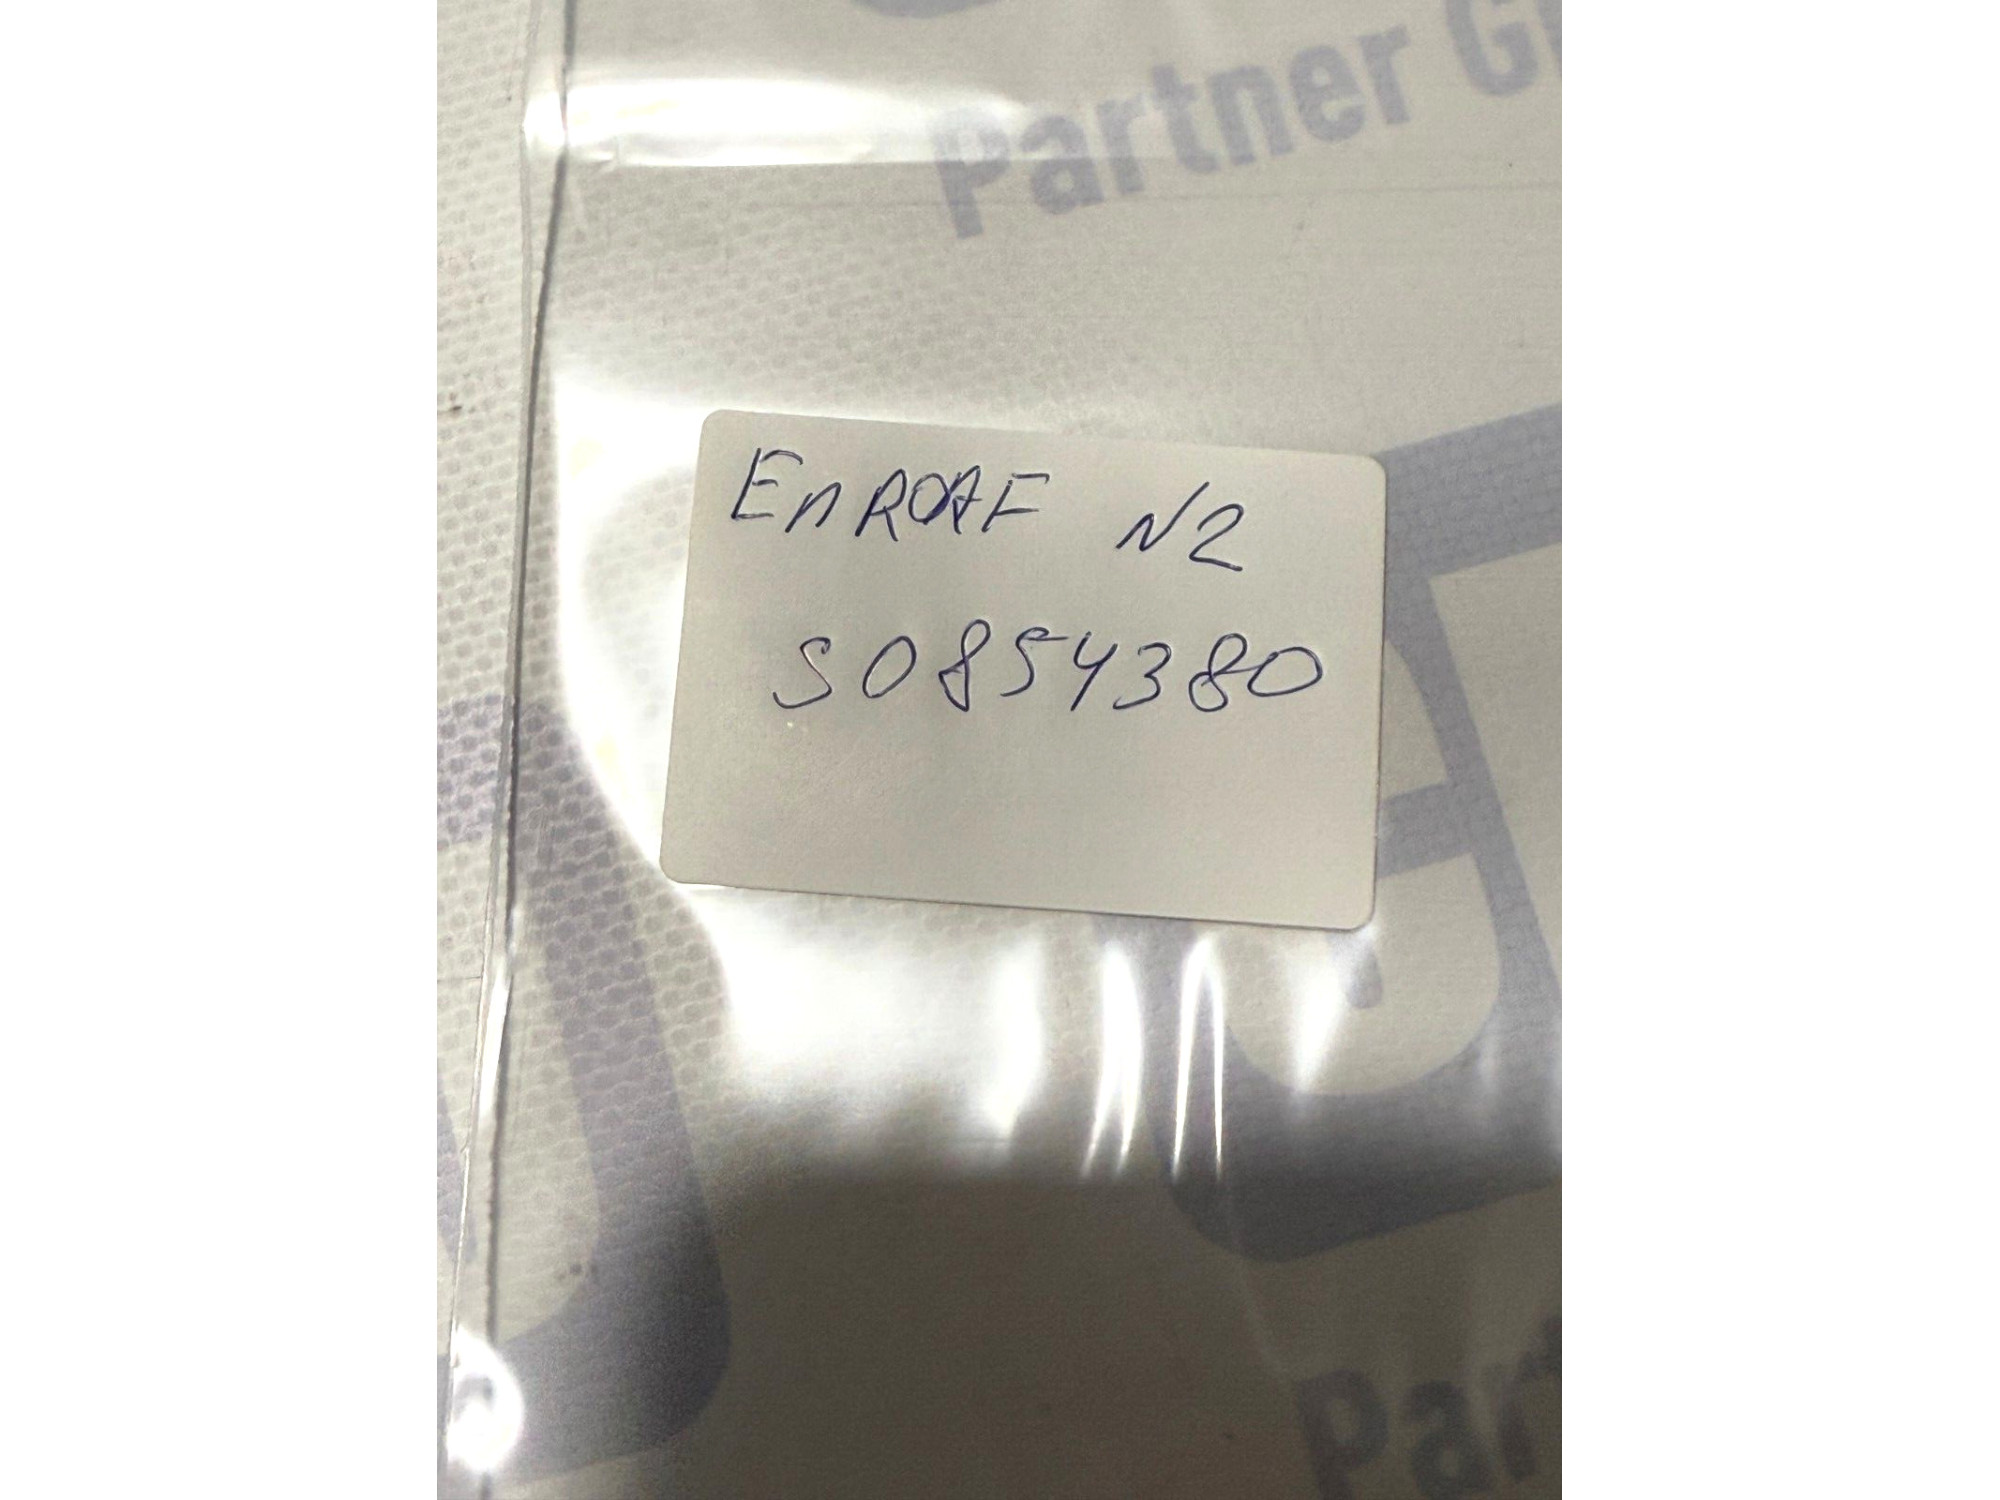 Partner G
EnROAF N2
S0854380
Par